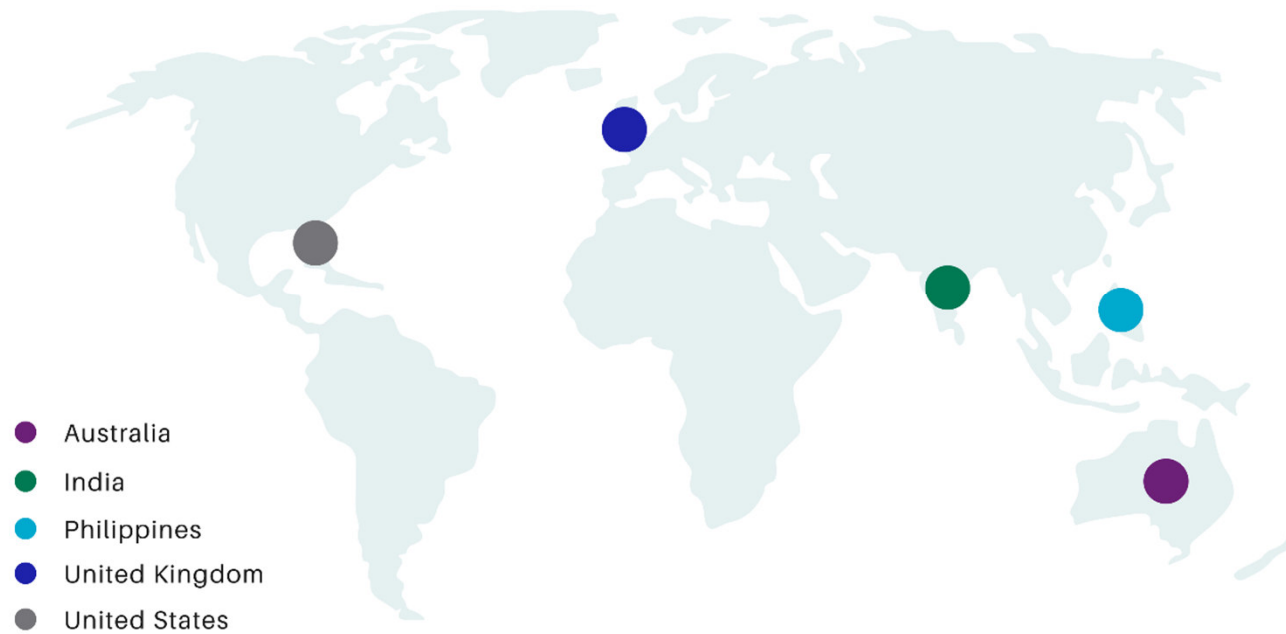 Australia
India
Philippines
United Kingdom
United States